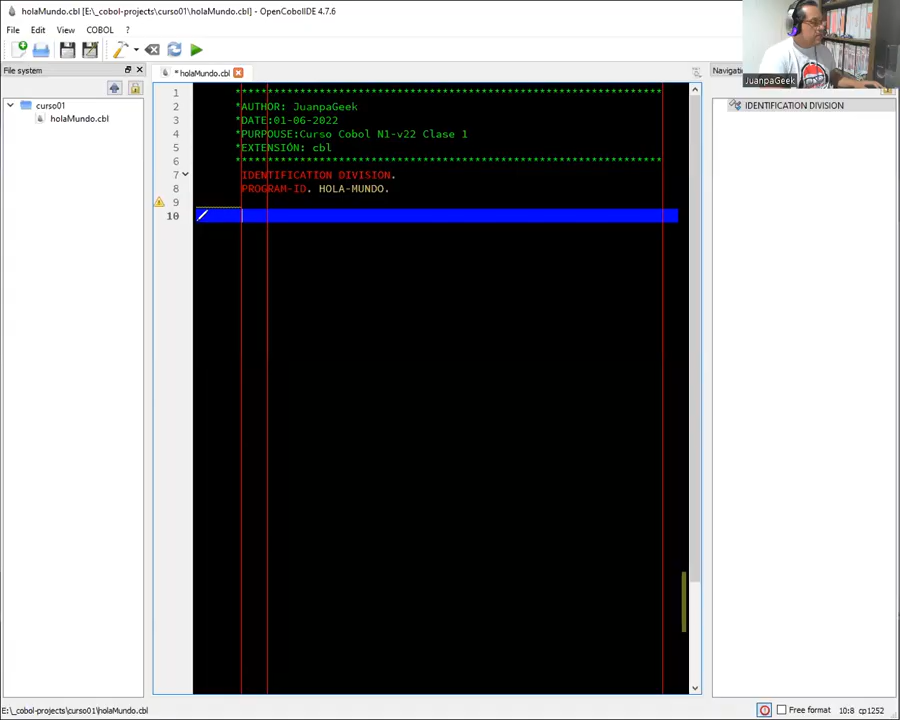 holaMundo.cbl [E:\_cobol-projects\curso01\holaMundo.cbl] - OpenCobolIDE 4.7.6
File Edit View COBOL ?
File system
* holaMundo.cbl
Navigati
JuanpaGeek
curso01
holaMundo.cbl
IDENTIFICATION DIVISION
1 ******************************************************************
2 *AUTHOR: JuanpaGeek
3 *DATE:01-06-2022
4 *PURPOUSE:Curso Cobol N1-v22 Clase 1
5 *EXTENSIÓN: cbl
6 ******************************************************************
7 IDENTIFICATION DIVISION.
8 PROGRAM-ID. HOLA-MUNDO.
9
10
E:\_cobol-projects\curso01\holaMundo.cbl
Free format 10:8 cp1252